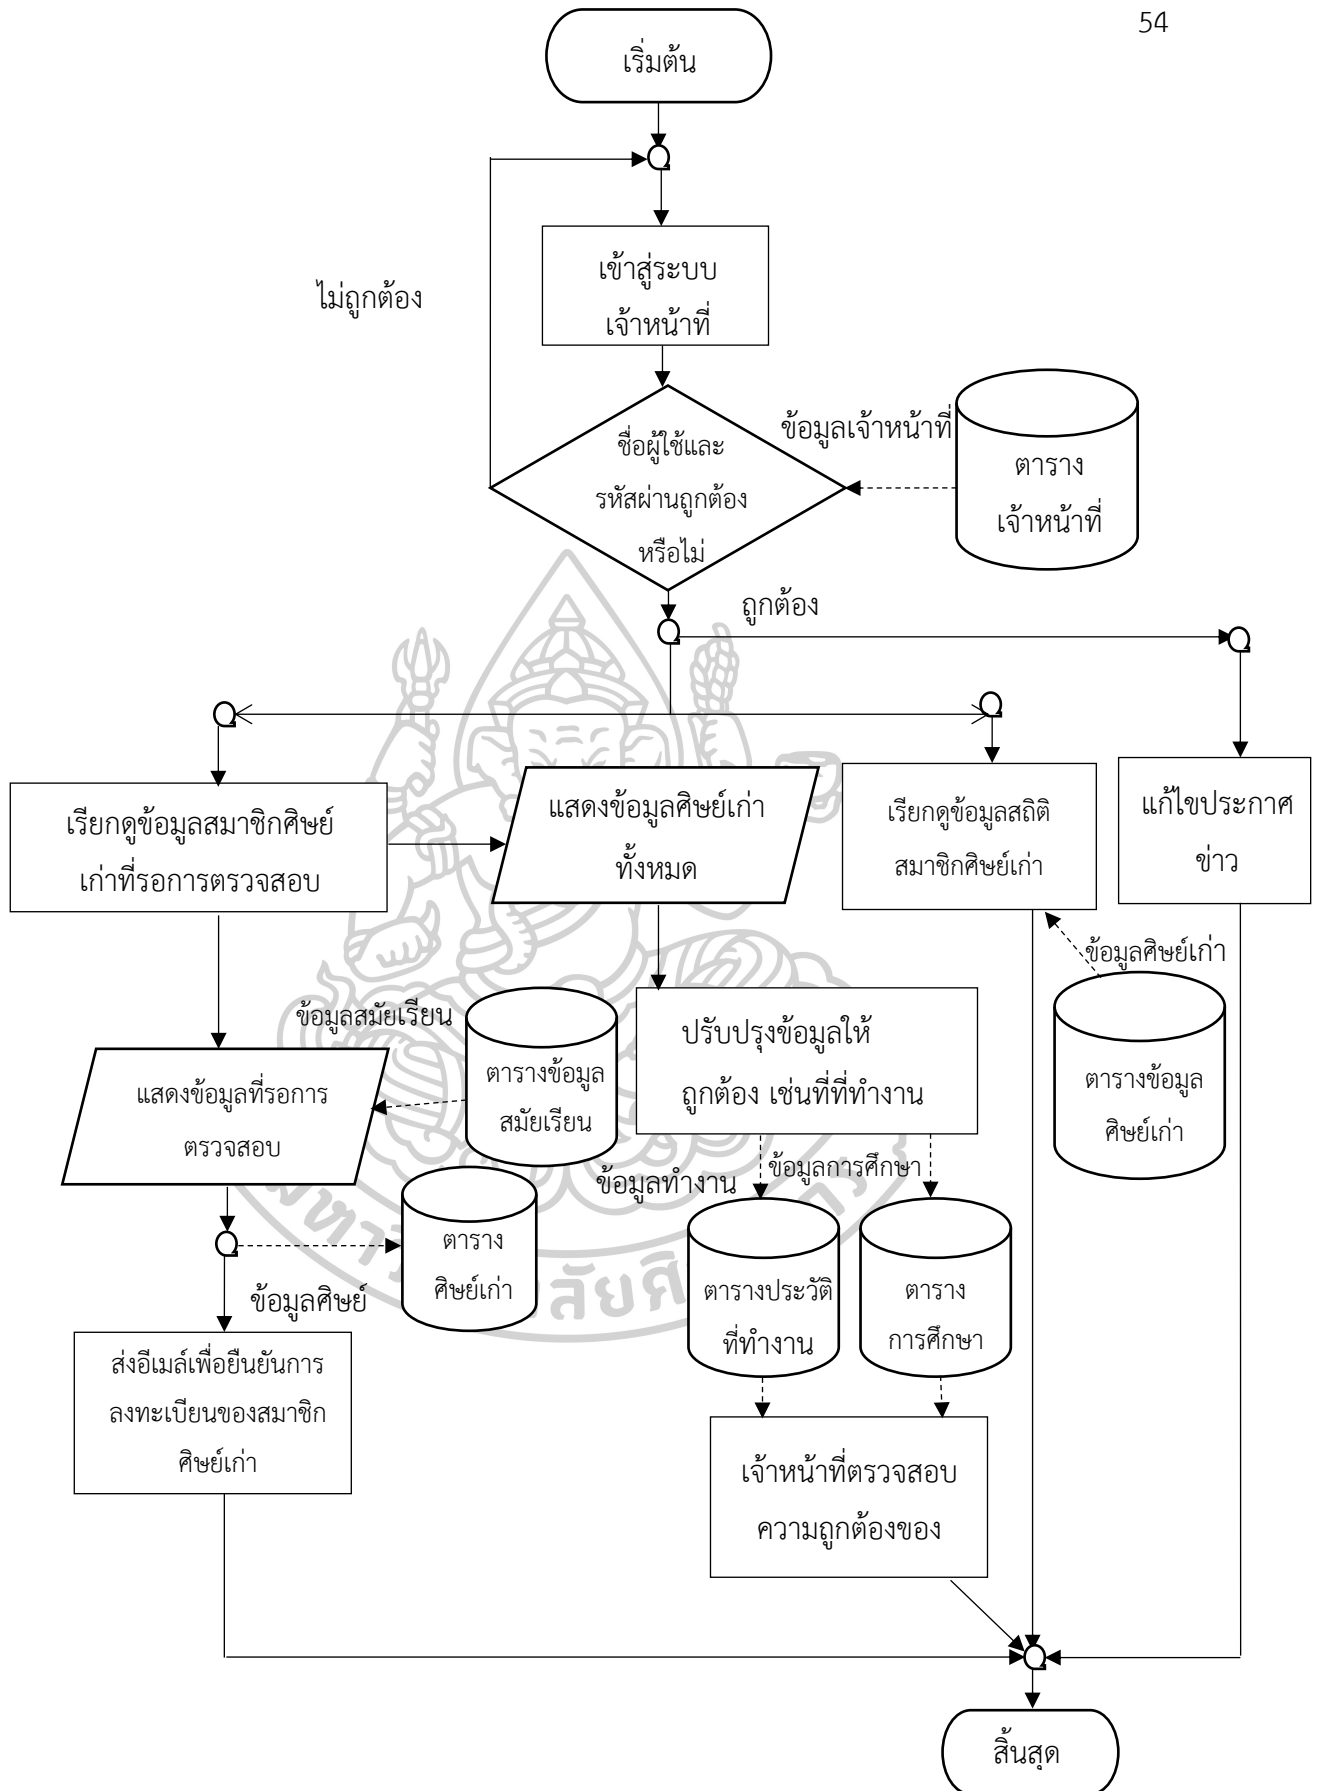 54
เริ่มต้น
เข้าสู่ระบบ
เจ้าหน้าที่
ไม่ถูกต้อง
ชื่อผู้ใช้และ
รหัสผ่านถูกต้อง
หรือไม่
ข้อมูลเจ้าหน้าที่
ตาราง
เจ้าหน้าที่
ถูกต้อง
เรียกดูข้อมูลสมาชิกศิษย์
เก่าที่รอการตรวจสอบ
แสดงข้อมูลศิษย์เก่า
ทั้งหมด
เรียกดูข้อมูลสถิติ
สมาชิกศิษย์เก่า
แก้ไขประกาศ
ข่าว
ข้อมูลศิษย์เก่า
ตารางข้อมูล
ศิษย์เก่า
ข้อมูลสมัยเรียน
ตารางข้อมูล
สมัยเรียน
ปรับปรุงข้อมูลให้
ถูกต้อง เช่นที่ที่ทำงาน
แสดงข้อมูลที่รอการ
ตรวจสอบ
ข้อมูลทำงาน
ข้อมูลการศึกษา
ตาราง
ศิษย์เก่า
ข้อมูลศิษย์
ตารางประวัติ
ที่ทำงาน
ตาราง
การศึกษา
ส่งอีเมล์เพื่อยืนยันการ
ลงทะเบียนของสมาชิก
ศิษย์เก่า
เจ้าหน้าที่ตรวจสอบ
ความถูกต้องของ
สิ้นสุด